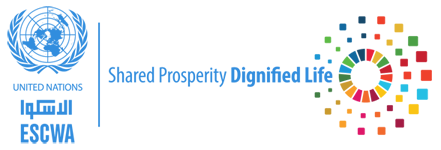 UNITED NATIONS
الاسكوا
ESCWA
Shared Prosperity Dignified Life